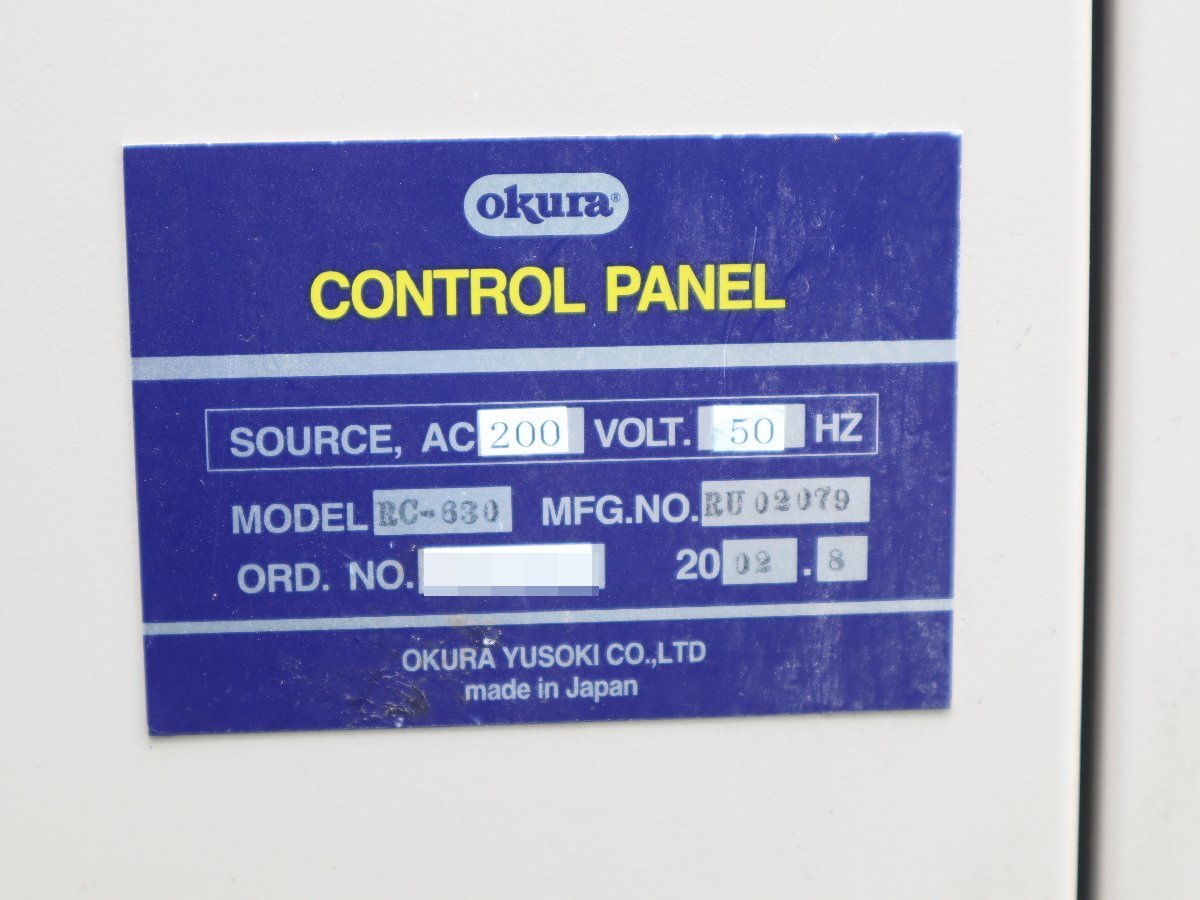 okura®
CONTROL PANEL
SOURCE, AC 200 VOLT. 50 HZ
MODEL RC-630 MFG.NO. RU 02079
ORD. NO. 20 02 . 8
OKURA YUSOKI CO.,LTD
made in Japan